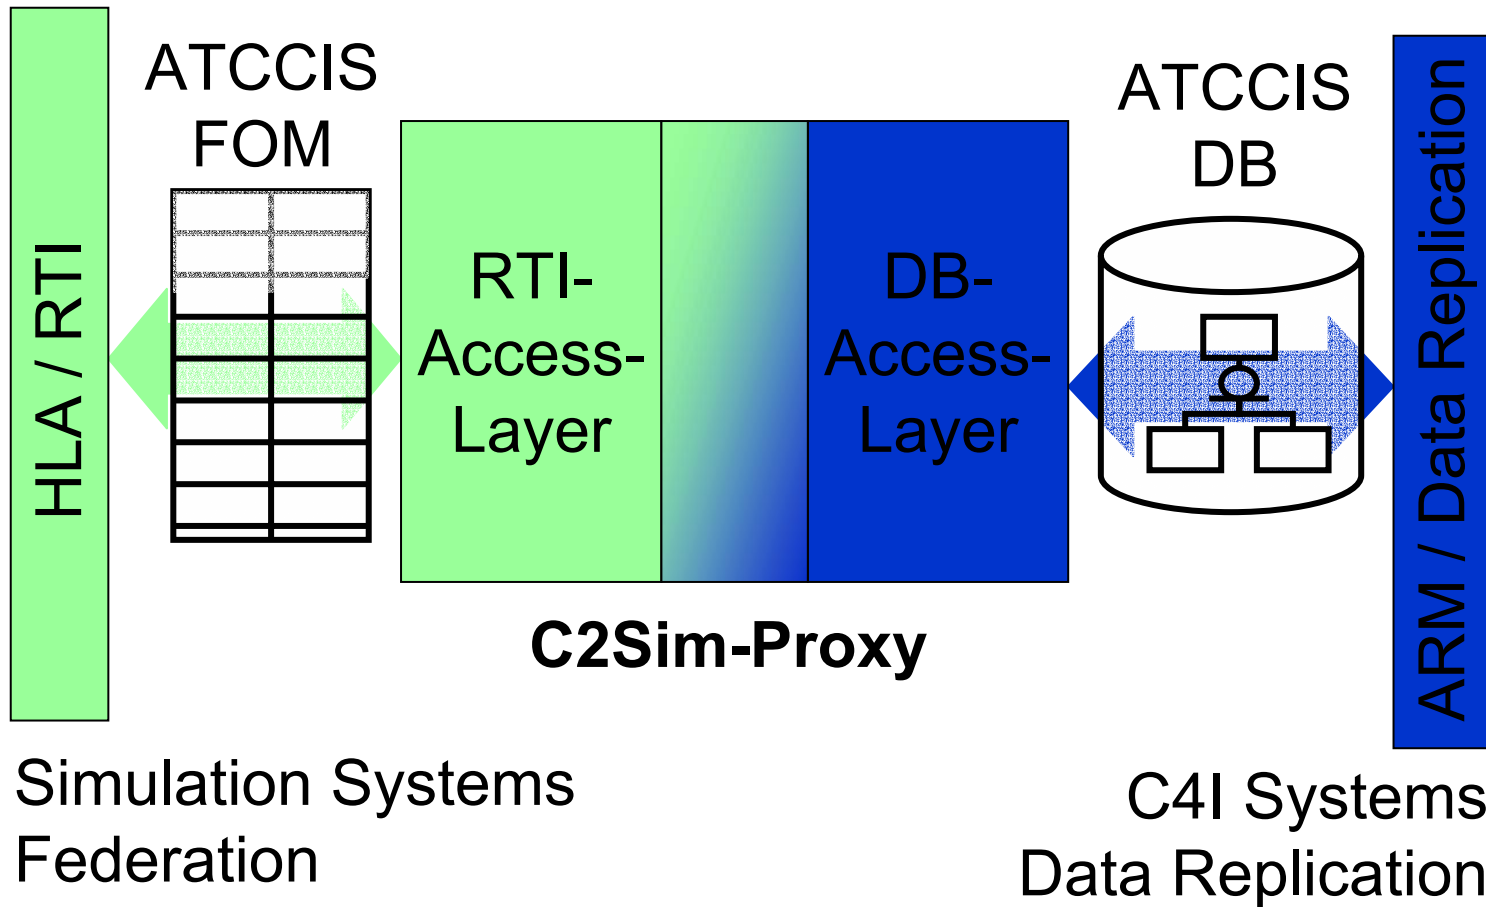 HLA / RTI
ATCCIS
FOM
RTI-
Access-
Layer
DB-
Access-
Layer
ATCCIS
DB
ARM / Data Replication
C2Sim-Proxy
Simulation Systems
Federation
C4I Systems
Data Replication